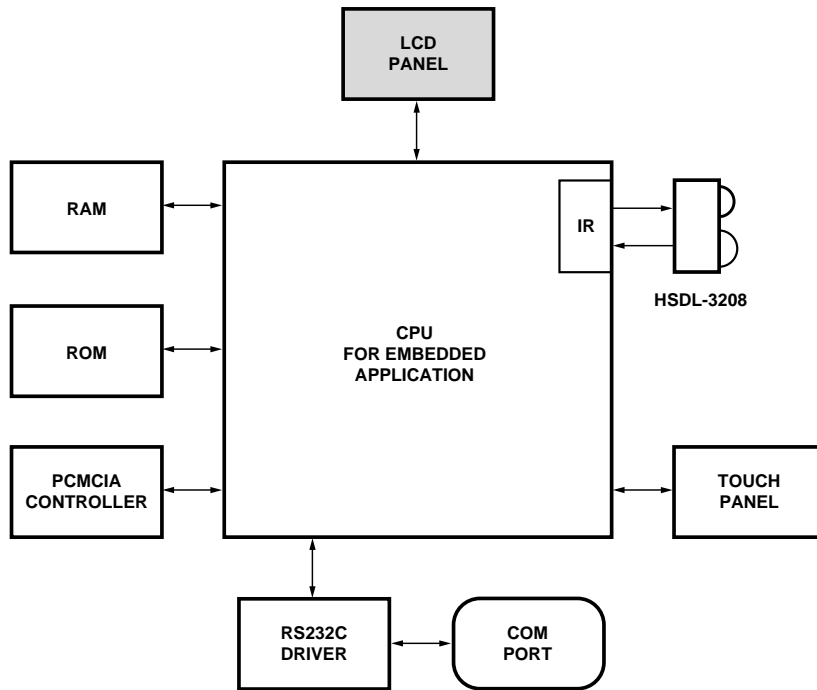 LCD
PANEL
RAM
IR
HSDL-3208
ROM
CPU
FOR EMBEDDED
APPLICATION
PCMCIA
CONTROLLER
TOUCH
PANEL
RS232C
DRIVER
COM
PORT